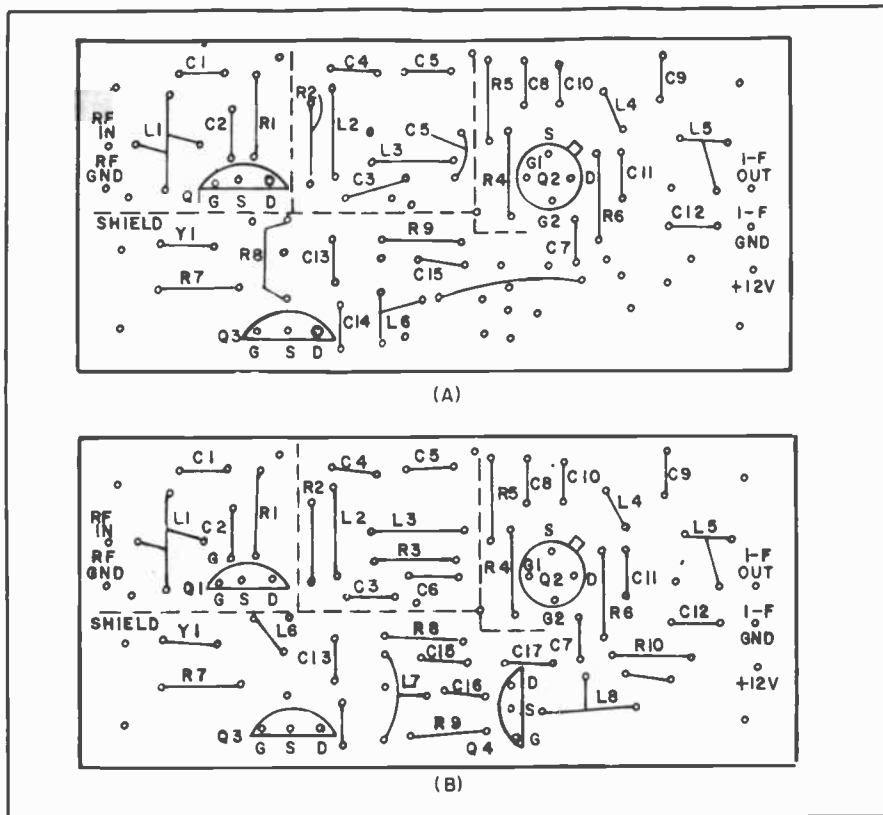 C1 C4 C5 R5 C8 C10 C9
RF IN L1 C2 R1 R2 L2 C5 L4 L5
RF GND L3 R4 S G1 Q2 D C11 I-F OUT
Q G S D C3 G2 R6 C12 I-F GND
SHIELD
Y1 R8 C13 R9 C7
R7 C15 +12V
Q3 G S D C14 L6
(A)
C1 C4 C5 R5 C8 C10 C9
RF IN L1 C2 R1 R2 L2 L3 L4 L5
RF GND G R3 R4 S G1 Q2 D C11 I-F OUT
Q1 G S D C3 C6 G2 R6 C12 I-F GND
SHIELD
Y1 L6 C13 R8 C7
R7 C15 C17 R10 +12V
L7 C16 D S G L8
Q3 G S D R9 Q4
(B)